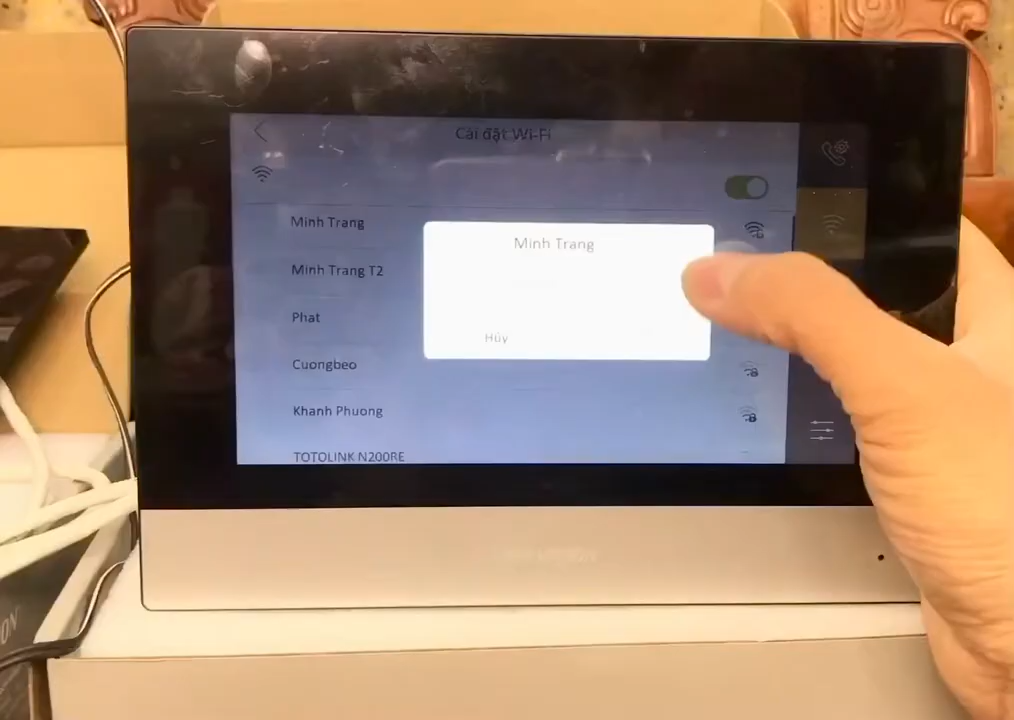 Cài đặt Wi-Fi
Minh Trang
Minh Trang
Minh Trang T2
Phat
Hủy
Cuongbeo
Khanh Phuong
TOTOLINK N200RE